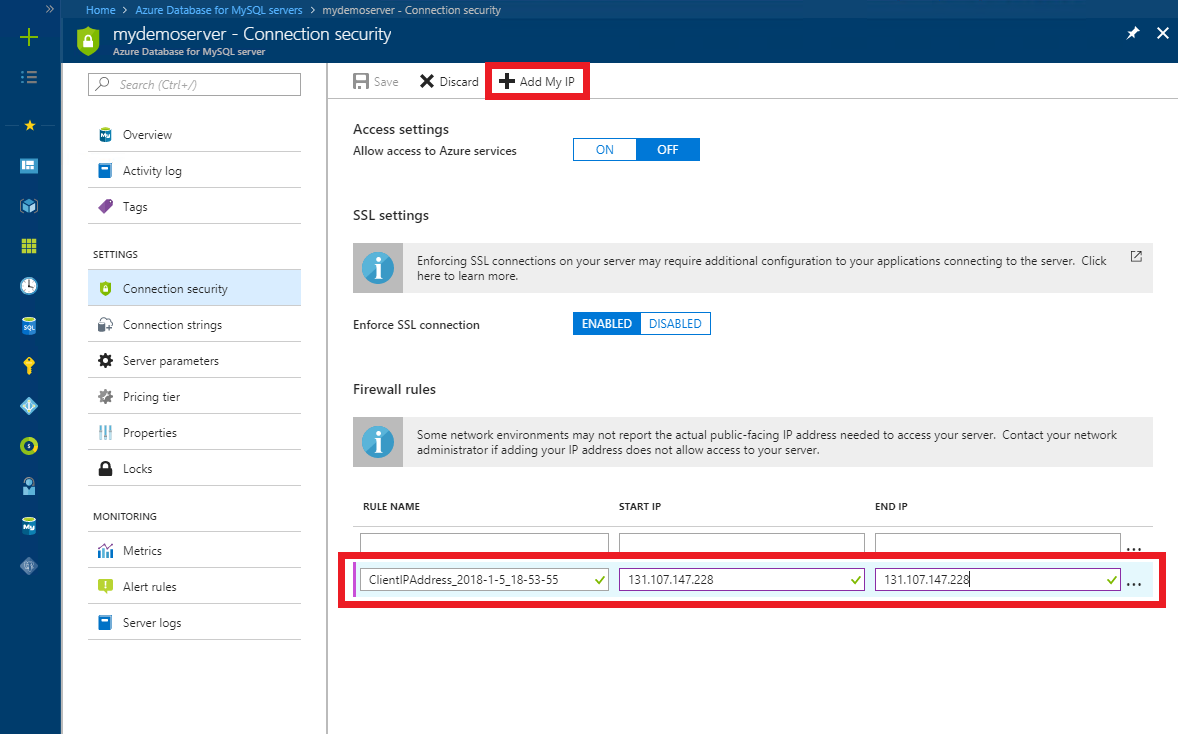 Home > Azure Database for MySQL servers > mydemoserver - Connection security
mydemoserver - Connection security
Azure Database for MySQL server
Search (Ctrl+/)
Overview
Activity log
Tags
SETTINGS
Connection security
Connection strings
Server parameters
Pricing tier
Properties
Locks
MONITORING
Metrics
Alert rules
Server logs
Save Discard Add My IP
Access settings
Allow access to Azure services ON OFF
SSL settings
Enforcing SSL connections on your server may require additional configuration to your applications connecting to the server. Click
here to learn more.
Enforce SSL connection ENABLED DISABLED
Firewall rules
Some network environments may not report the actual public-facing IP address needed to access your server. Contact your network
administrator if adding your IP address does not allow access to your server.
RULE NAME START IP END IP
...
ClientIPAddress_2018-1-5_18-53-55 131.107.147.228 131.107.147.228 ...
SQL
My
My